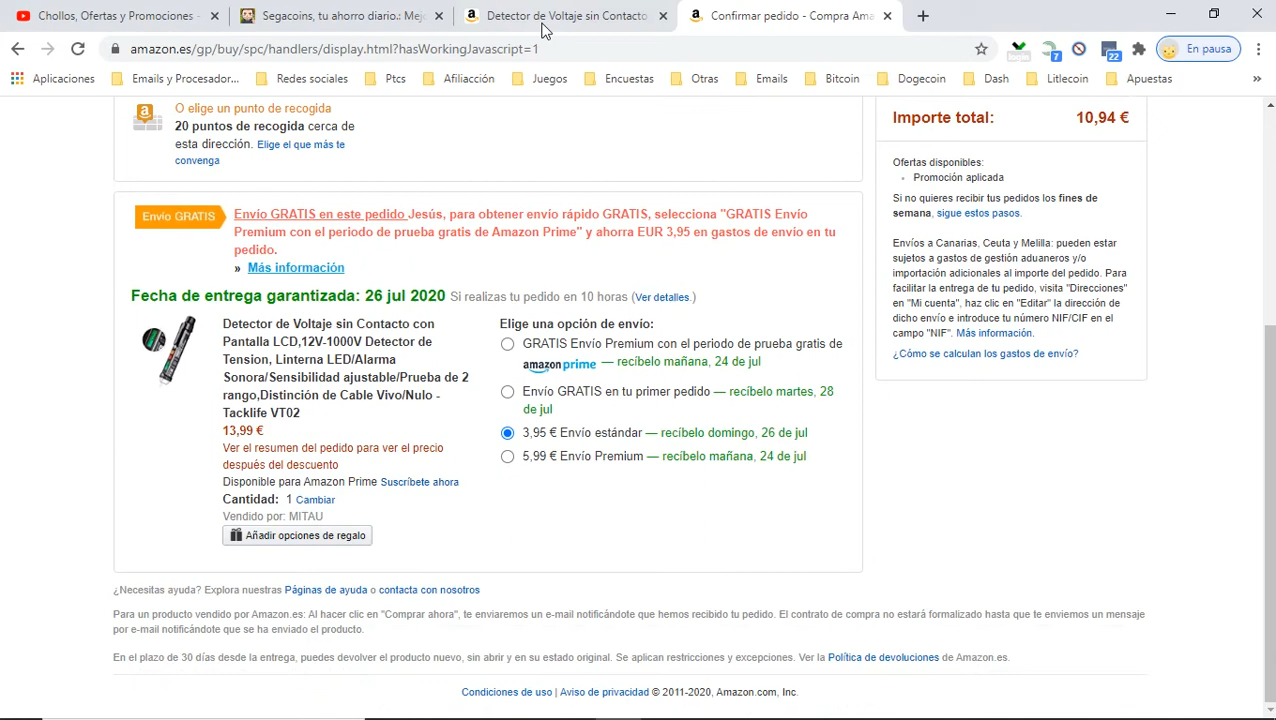 Chollos, Ofertas y Promociones -
Segacoins, tu ahorro diario.: Mej
Detector de Voltaje sin Contacto
Confirmar pedido - Compra Ama
amazon.es/gp/buy/spc/handlers/display.html?hasWorkingJavascript=1
7
22
En pausa
Aplicaciones
Emails y Procesador...
Redes sociales
Ptcs
Afiliacción
Juegos
Encuestas
Otras
Emails
Bitcoin
Dogecoin
Dash
Litlecoin
Apuestas
»
O elige un punto de recogida
20 puntos de recogida cerca de
esta dirección. Elige el que más te
convenga
Envío GRATIS
Envío GRATIS en este pedido Jesús, para obtener envío rápido GRATIS, selecciona "GRATIS Envío
Premium con el periodo de prueba gratis de Amazon Prime" y ahorra EUR 3,95 en gastos de envío en tu
pedido.
» Más información
Fecha de entrega garantizada: 26 jul 2020 Si realizas tu pedido en 10 horas (Ver detalles.)
Detector de Voltaje sin Contacto con
Pantalla LCD,12V-1000V Detector de
Tensión, Linterna LED/Alarma
Sonora/Sensibilidad ajustable/Prueba de 2
rango,Distinción de Cable Vivo/Nulo -
Tacklife VT02
13,99 €
Ver el resumen del pedido para ver el precio
después del descuento
Disponible para Amazon Prime Suscríbete ahora
Cantidad: 1 Cambiar
Vendido por: MITAU
Añadir opciones de regalo
Elige una opción de envío:
GRATIS Envío Premium con el periodo de prueba gratis de
amazon prime — recíbelo mañana, 24 de jul
Envío GRATIS en tu primer pedido — recíbelo martes, 28
de jul
3,95 € Envío estándar — recíbelo domingo, 26 de jul
5,99 € Envío Premium — recíbelo mañana, 24 de jul
Importe total: 10,94 €
Ofertas disponibles:
Promoción aplicada
Si no quieres recibir tus pedidos los fines de
semana, sigue estos pasos.
Envíos a Canarias, Ceuta y Melilla: pueden estar
sujetos a gastos de gestión aduaneros y/o
importación adicionales al importe del pedido. Para
facilitar la entrega de tu pedido, visita "Direcciones"
en "Mi cuenta", haz clic en "Editar" la dirección de
dicho envío e introduce tu número NIF/CIF en el
campo "NIF". Más información.
¿Cómo se calculan los gastos de envío?
¿Necesitas ayuda? Explora nuestras Páginas de ayuda o contacta con nosotros
Para un producto vendido por Amazon.es: Al hacer clic en "Comprar ahora", te enviaremos un e-mail notificándote que hemos recibido tu pedido. El contrato de compra no estará formalizado hasta que te enviemos un mensaje
por e-mail notificándote que se ha enviado el producto.
En el plazo de 30 días desde la entrega, puedes devolver el producto nuevo, sin abrir y en su estado original. Se aplican restricciones y excepciones. Ver la Política de devoluciones de Amazon.es.
Condiciones de uso | Aviso de privacidad © 2011-2020, Amazon.com, Inc.